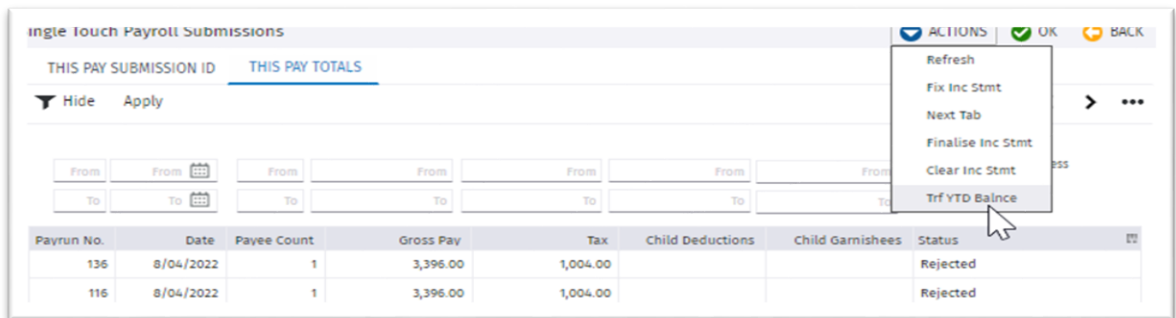 ingle Touch Payroll Submissions ACTIONS OK BACK
THIS PAY SUBMISSION ID THIS PAY TOTALS
Refresh
Hide Apply
Fix Inc Stmt
Next Tab
Finalise Inc Stmt
Clear Inc Stmt
Trf YTD Balnce
ess
From From From From From From From
To To To To To To To
Payrun No. Date Payee Count Gross Pay Tax Child Deductions Child Garnishees Status
136 8/04/2022 1 3,396.00 1,004.00 Rejected
116 8/04/2022 1 3,396.00 1,004.00 Rejected